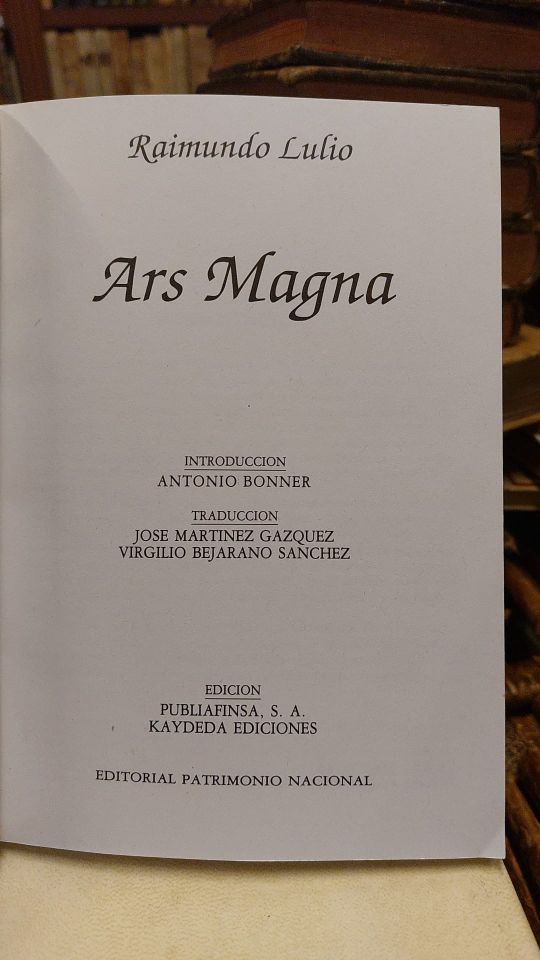 Raimundo Lulio
Ars Magna
INTRODUCCION
ANTONIO BONNER
TRADUCCION
JOSE MARTINEZ GAZQUEZ
VIRGILIO BEJARANO SANCHEZ
EDICION
PUBLIAFINSA, S. A.
KAYDEDA EDICIONES
EDITORIAL PATRIMONIO NACIONAL